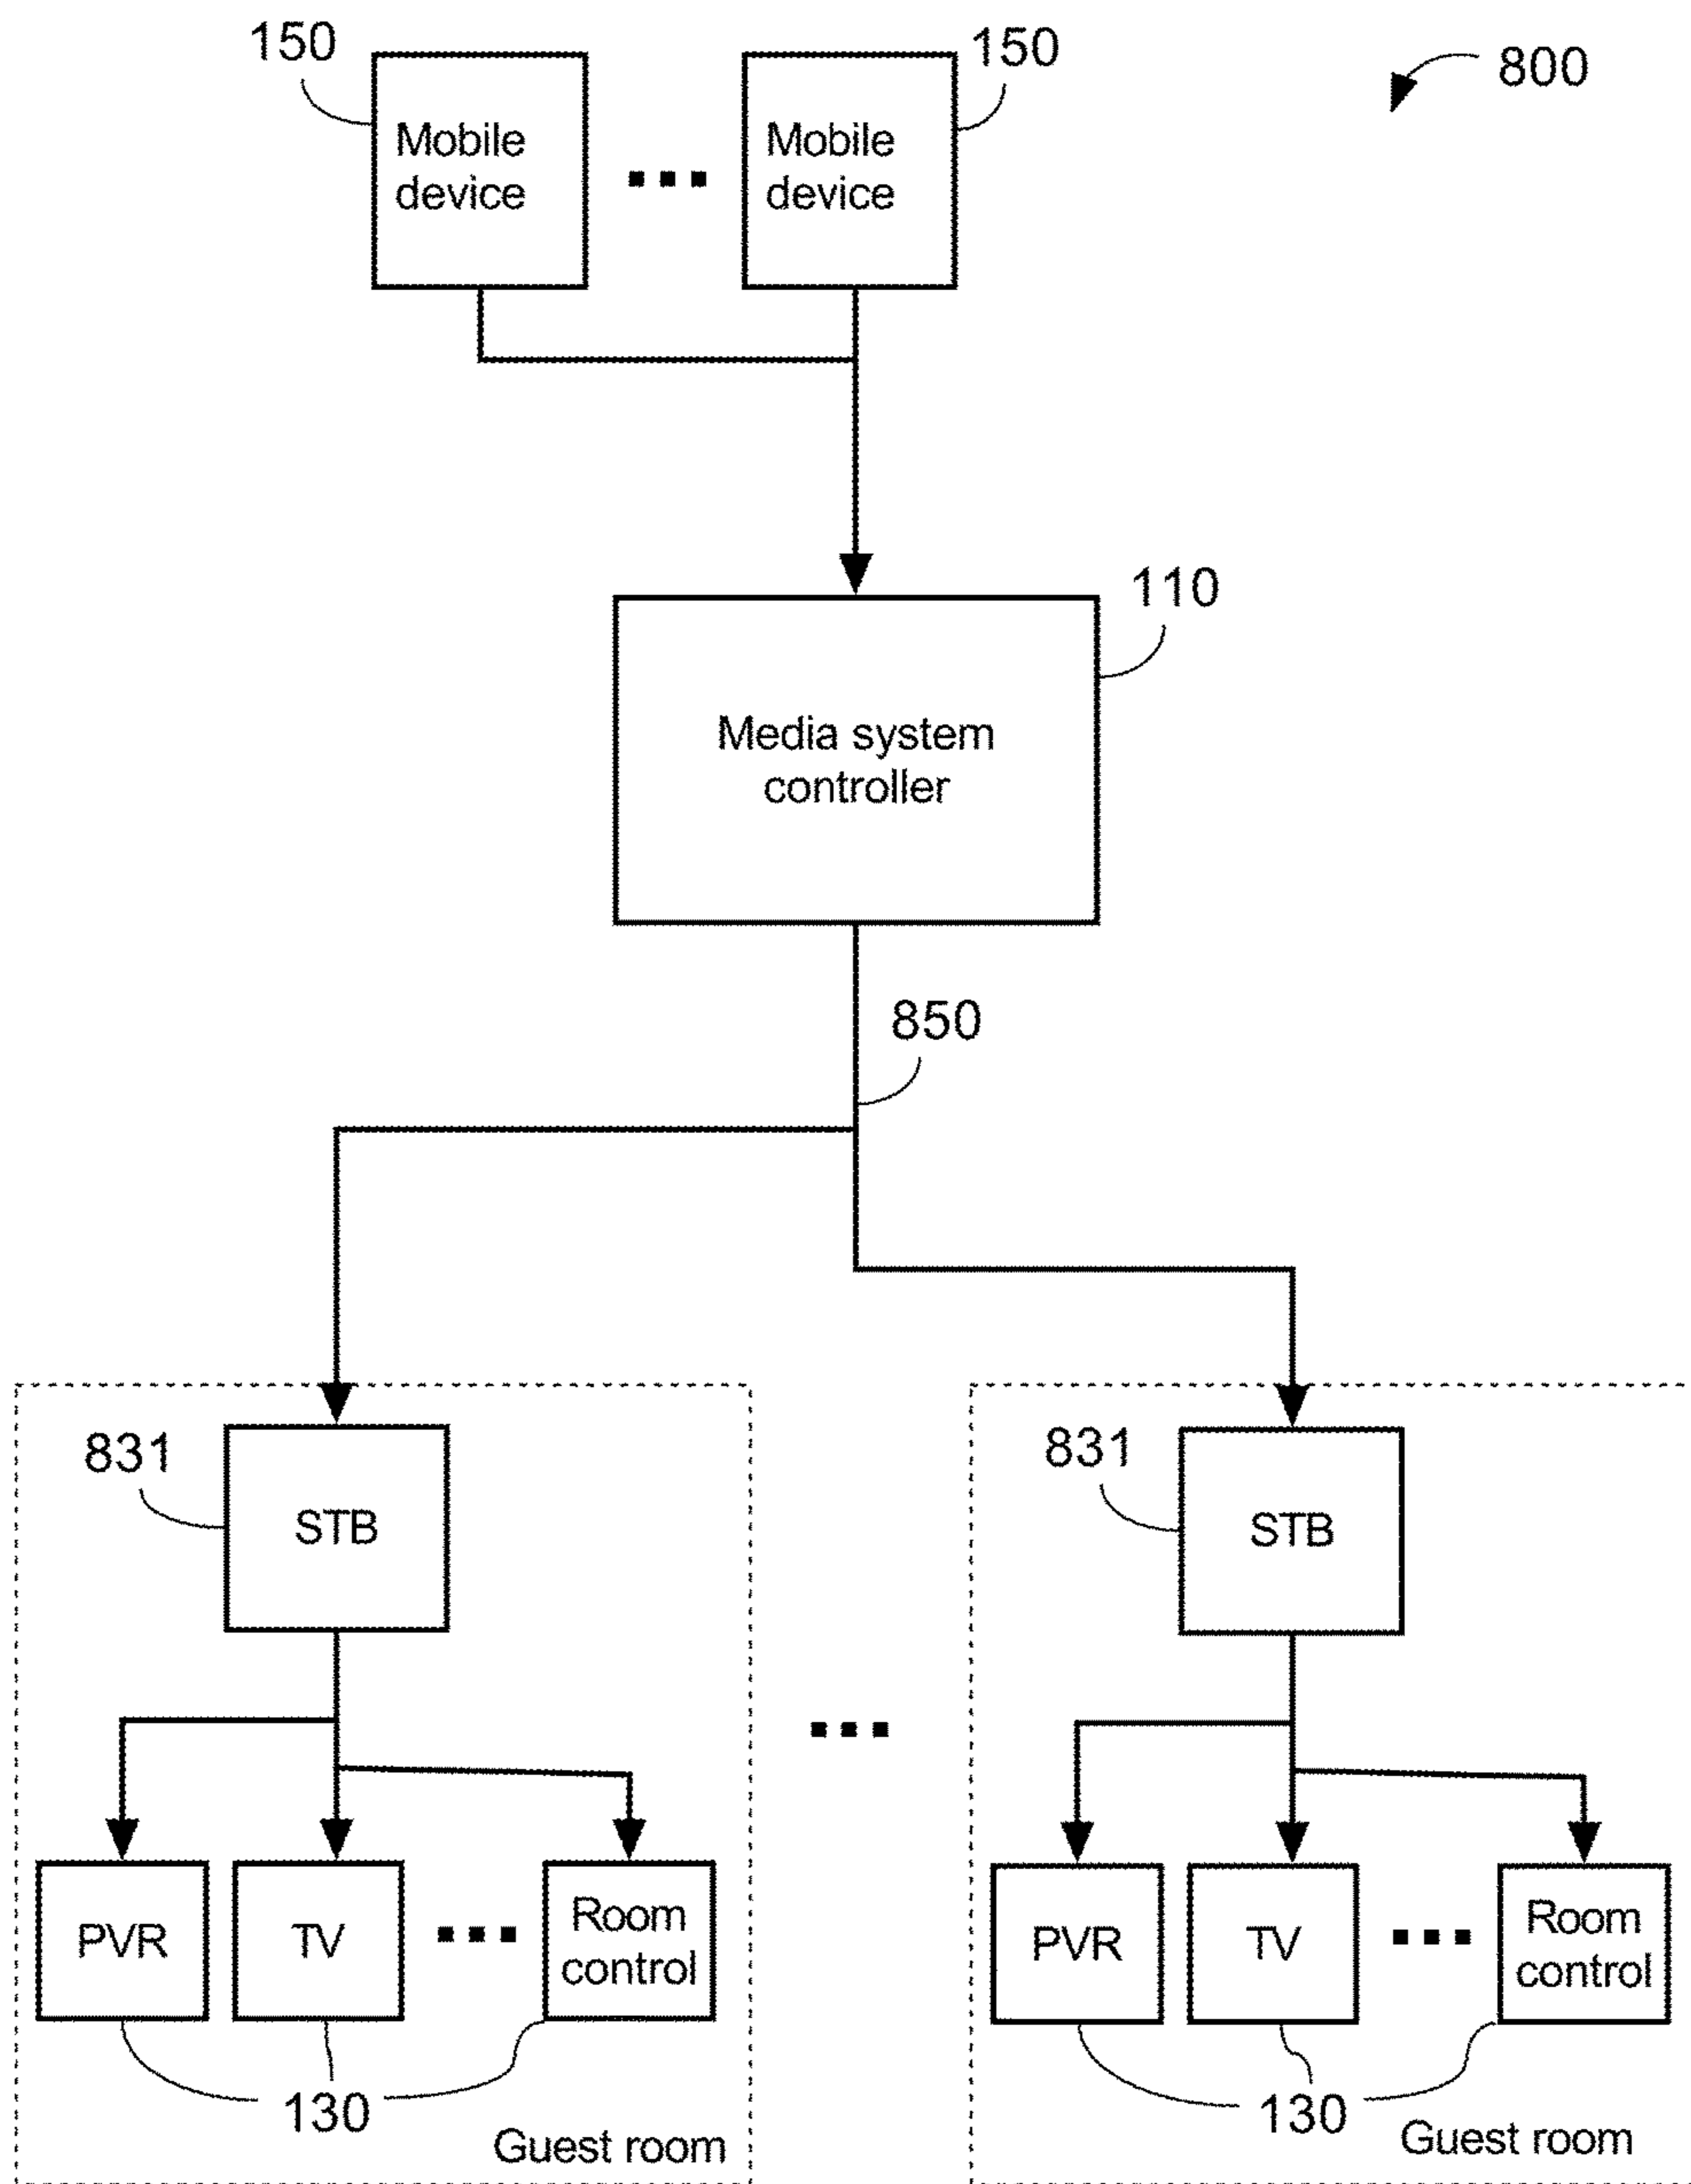 150
150
800
Mobile
device
Mobile
device
110
Media system
controller
850
831
STB
831
STB
PVR
TV
Room
control
PVR
TV
Room
control
130
130
Guest room
Guest room